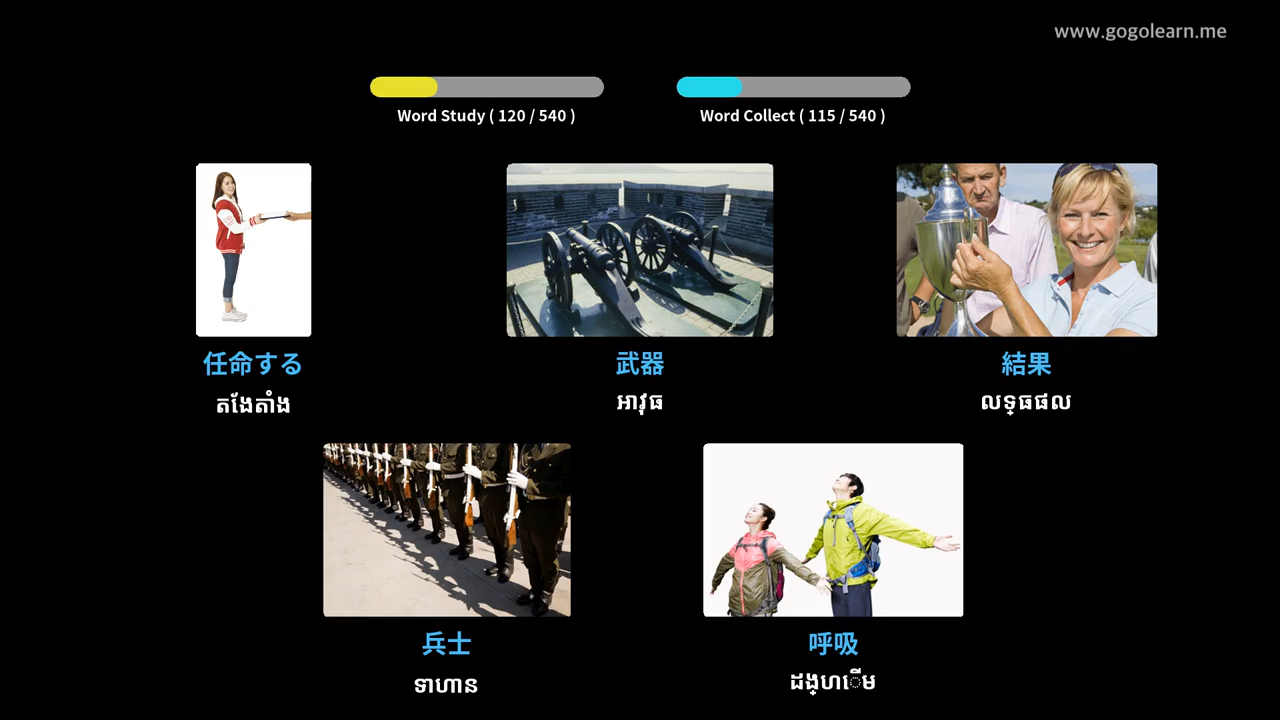 www.gogolearn.me
Word Study ( 120 / 540 )
Word Collect ( 115 / 540 )
任命する
តែងតាំង
武器
អាវុធ
結果
លទ្ធផល
兵士
ទាហាន
呼吸
ដង្ហើម